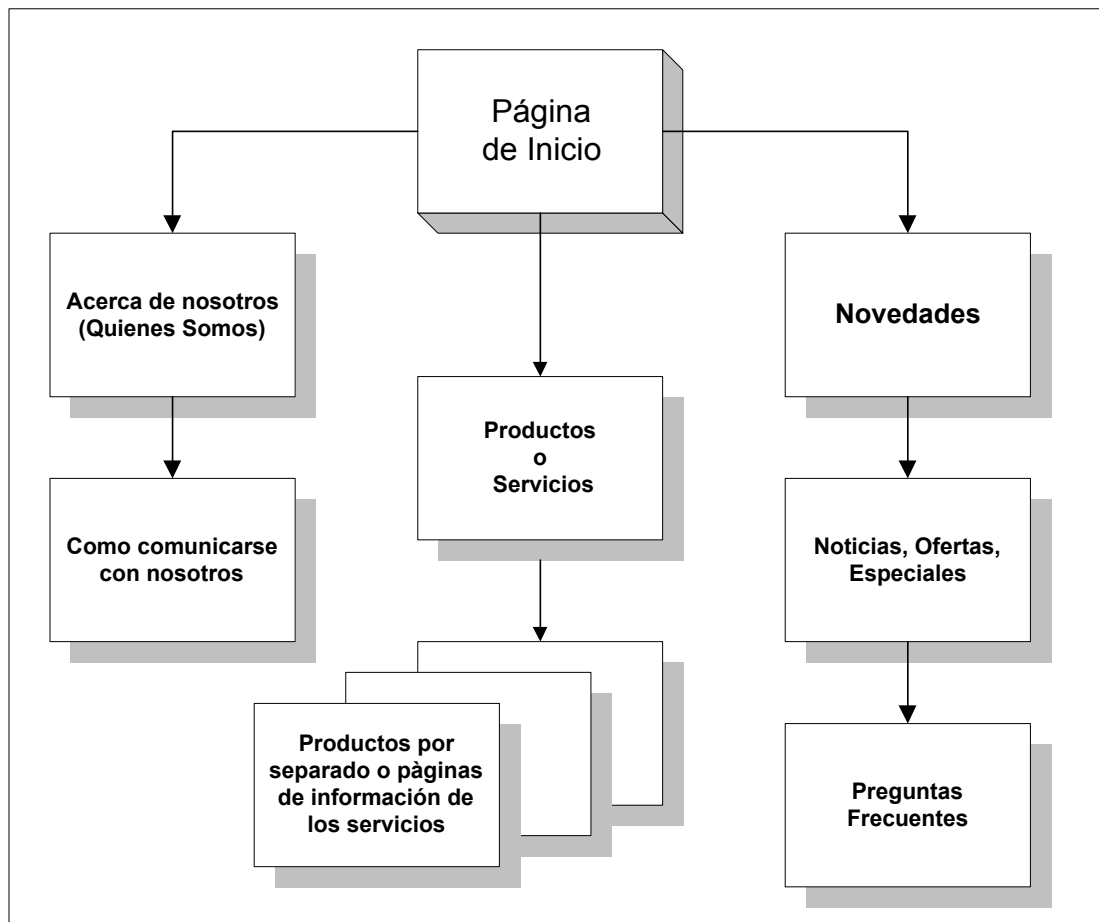 Página
de Inicio
Acerca de nosotros
(Quienes Somos)
Novedades
Productos
o
Servicios
Como comunicarse
con nosotros
Noticias, Ofertas,
Especiales
Productos por
separado o pàginas
de información de
los servicios
Preguntas
Frecuentes